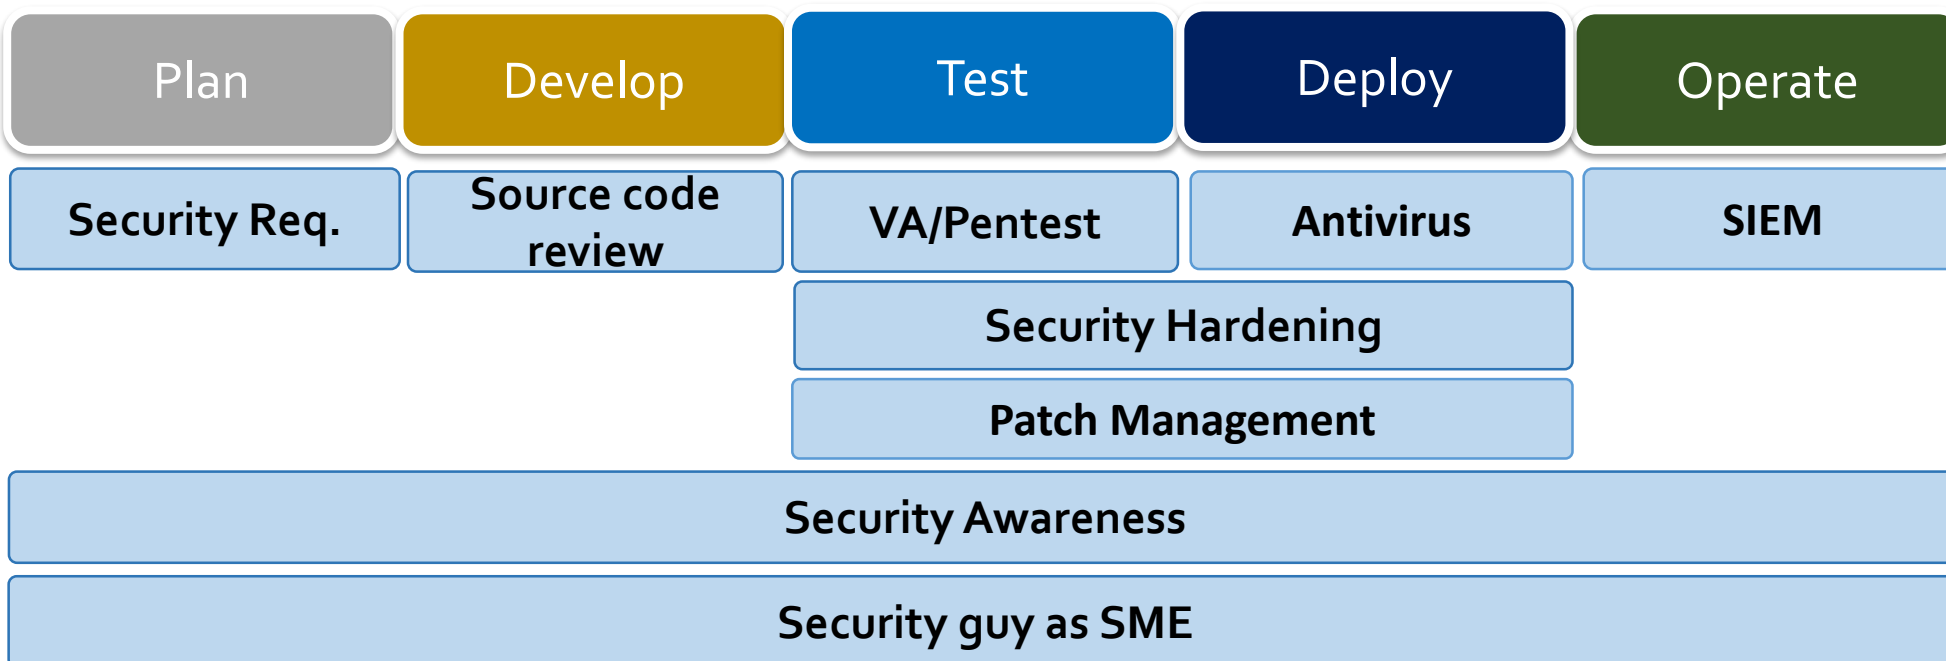 Plan
Develop
Test
Deploy
Operate
Security Req.
Source code
review
VA/Pentest
Antivirus
SIEM
Security Hardening
Patch Management
Security Awareness
Security guy as SME